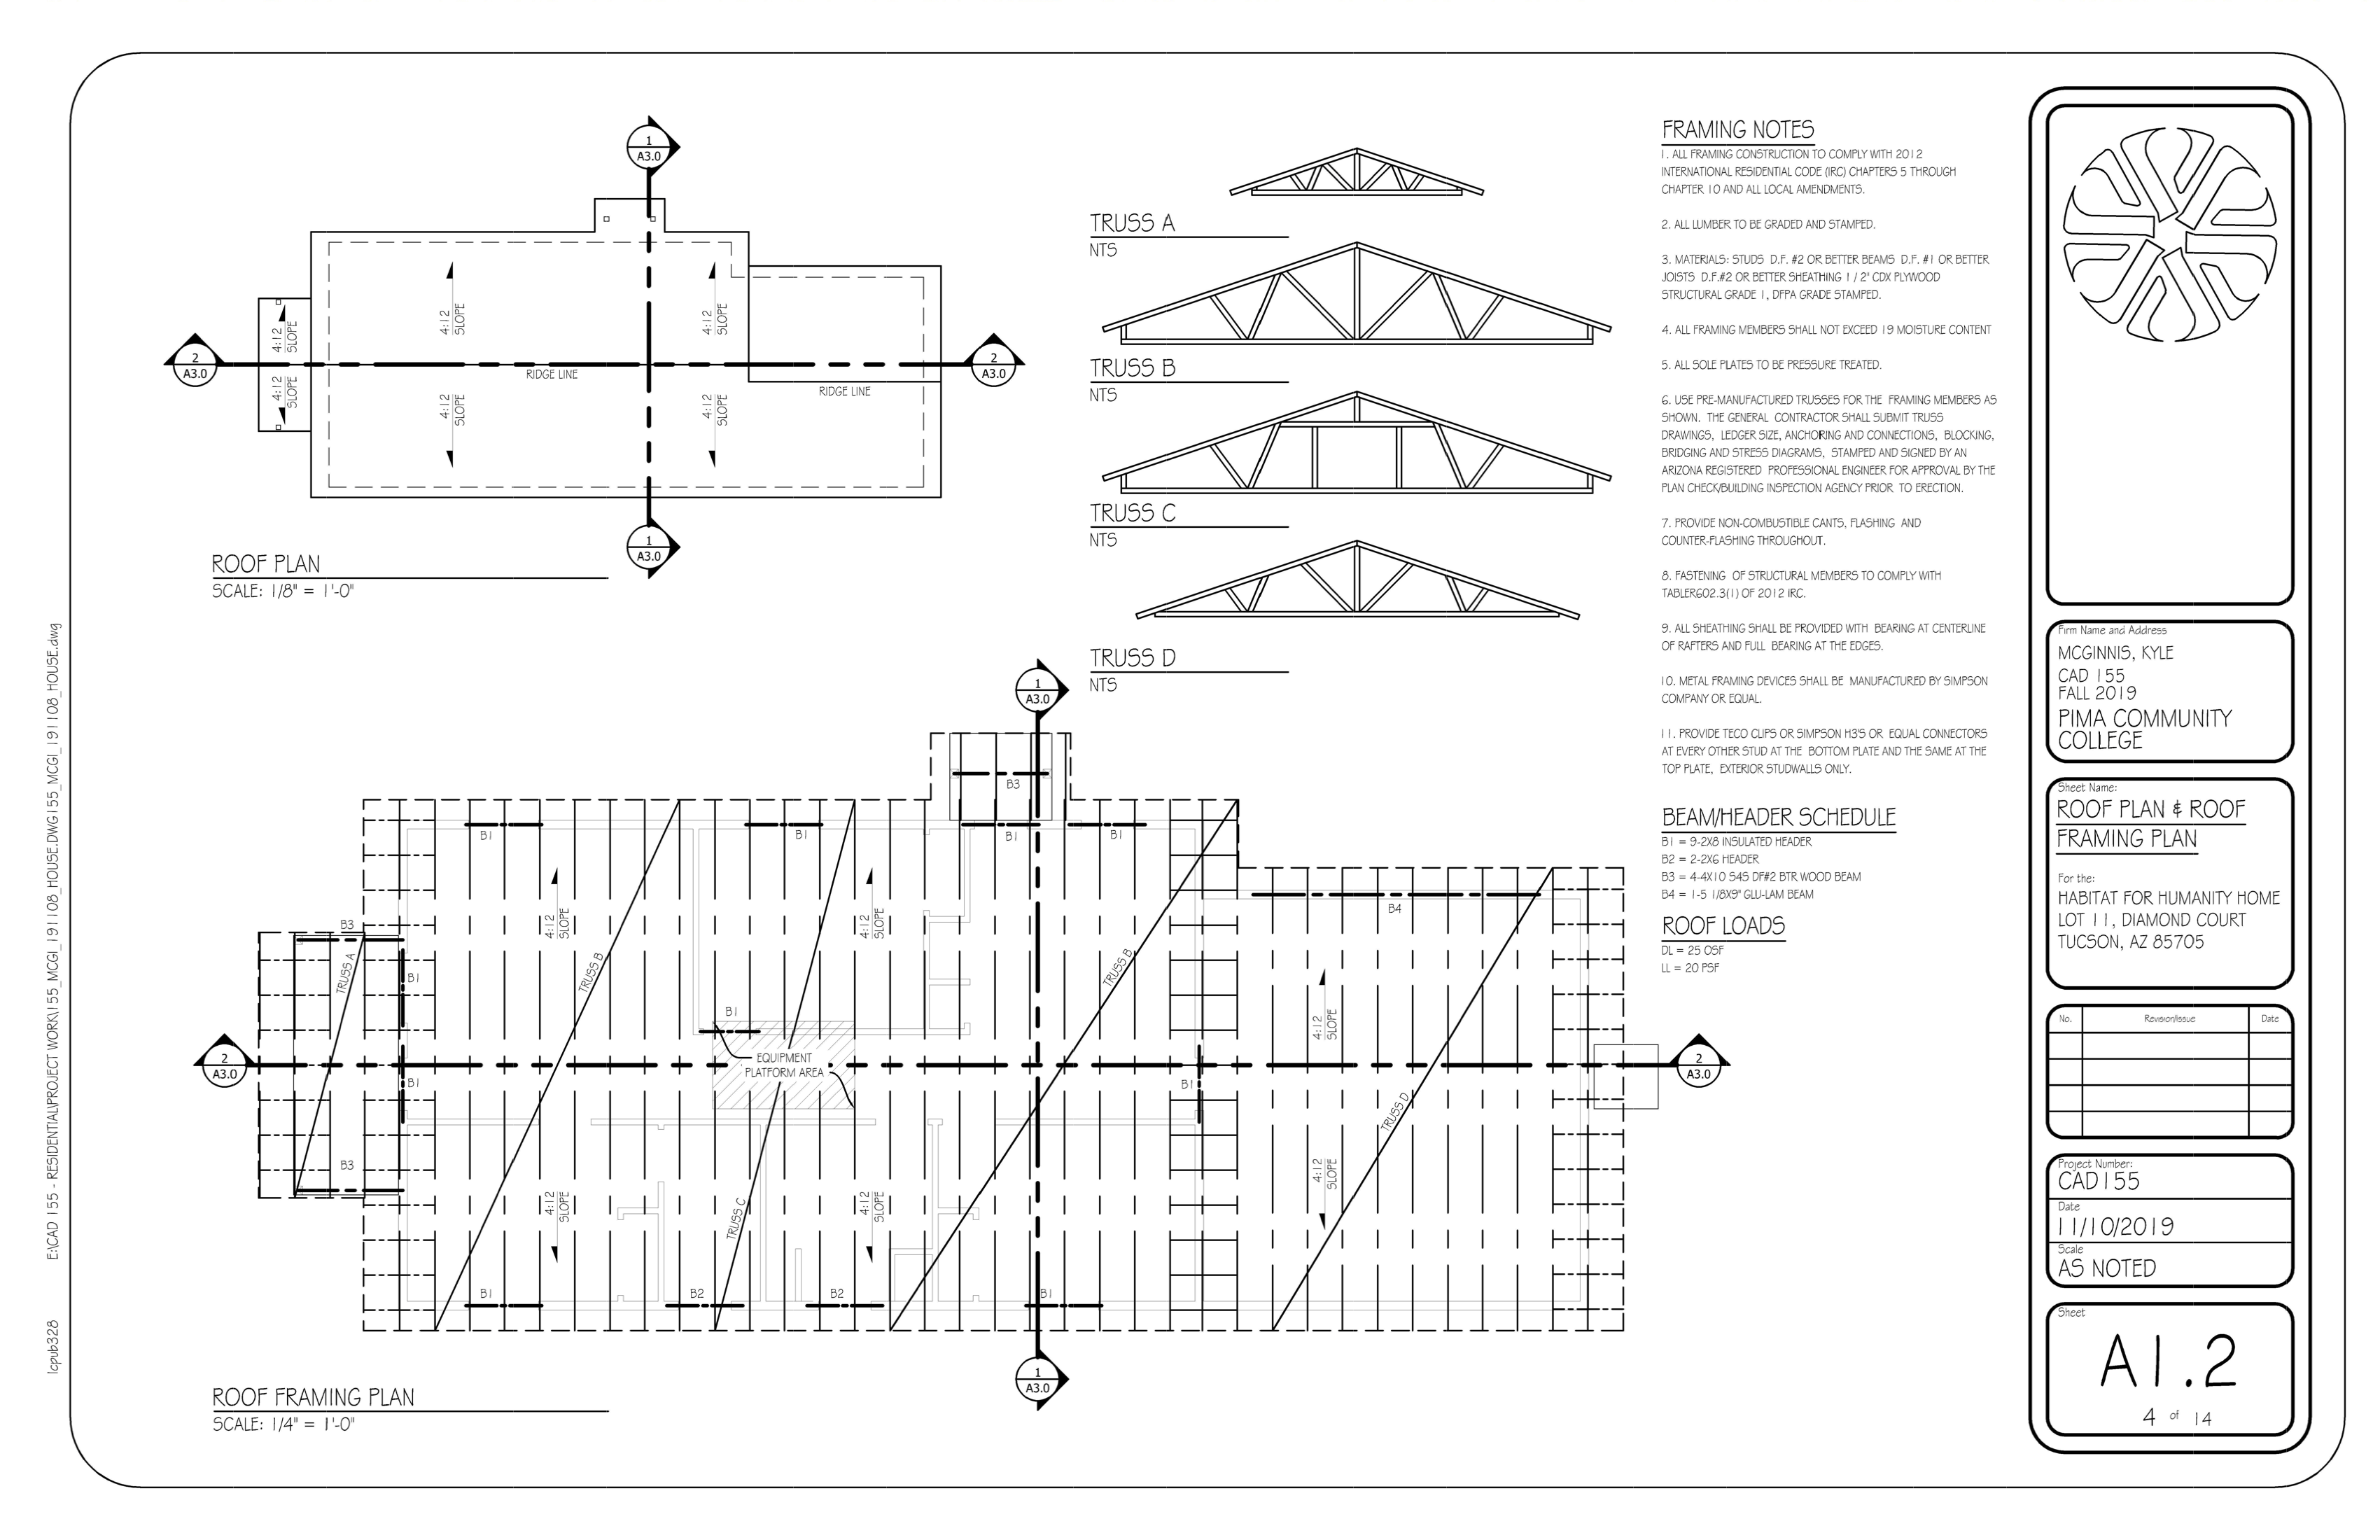 1
A3.0
4:12
SLOPE
4:12
SLOPE
4:12
SLOPE
2
A3.0
2
A3.0
RIDGE LINE
RIDGE LINE
4:12
SLOPE
4:12
SLOPE
4:12
SLOPE
1
A3.0
ROOF PLAN
SCALE: 1/8" = 1'-0"
TRUSS A
NTS
TRUSS B
NTS
TRUSS C
NTS
TRUSS D
NTS
1
A3.0
B3
B1
B1
B1
B1
B3
TRUSS A
B1
4:12
SLOPE
TRUSS B
4:12
SLOPE
TRUSS B
B4
4:12
SLOPE
B1
EQUIPMENT
PLATFORM AREA
2
A3.0
B1
B1
2
A3.0
B3
4:12
SLOPE
TRUSS C
4:12
SLOPE
TRUSS D
4:12
SLOPE
B1
B2
B2
B1
1
A3.0
ROOF FRAMING PLAN
SCALE: 1/4" = 1'-0"
FRAMING NOTES
1. ALL FRAMING CONSTRUCTION TO COMPLY WITH 2012
INTERNATIONAL RESIDENTIAL CODE (IRC) CHAPTERS 5 THROUGH
CHAPTER 10 AND ALL LOCAL AMENDMENTS.
2. ALL LUMBER TO BE GRADED AND STAMPED.
3. MATERIALS: STUDS D.F. #2 OR BETTER BEAMS D.F. #1 OR BETTER
JOISTS D.F.#2 OR BETTER SHEATHING 1 / 2" CDX PLYWOOD
STRUCTURAL GRADE 1, DFPA GRADE STAMPED.
4. ALL FRAMING MEMBERS SHALL NOT EXCEED 19 MOISTURE CONTENT
5. ALL SOLE PLATES TO BE PRESSURE TREATED.
6. USE PRE-MANUFACTURED TRUSSES FOR THE FRAMING MEMBERS AS
SHOWN. THE GENERAL CONTRACTOR SHALL SUBMIT TRUSS
DRAWINGS, LEDGER SIZE, ANCHORING AND CONNECTIONS, BLOCKING,
BRIDGING AND STRESS DIAGRAMS, STAMPED AND SIGNED BY AN
ARIZONA REGISTERED PROFESSIONAL ENGINEER FOR APPROVAL BY THE
PLAN CHECK/BUILDING INSPECTION AGENCY PRIOR TO ERECTION.
7. PROVIDE NON-COMBUSTIBLE CANTS, FLASHING AND
COUNTER-FLASHING THROUGHOUT.
8. FASTENING OF STRUCTURAL MEMBERS TO COMPLY WITH
TABLER602.3(1) OF 2012 IRC.
9. ALL SHEATHING SHALL BE PROVIDED WITH BEARING AT CENTERLINE
OF RAFTERS AND FULL BEARING AT THE EDGES.
10. METAL FRAMING DEVICES SHALL BE MANUFACTURED BY SIMPSON
COMPANY OR EQUAL.
11. PROVIDE TECO CLIPS OR SIMPSON H3'S OR EQUAL CONNECTORS
AT EVERY OTHER STUD AT THE BOTTOM PLATE AND THE SAME AT THE
TOP PLATE, EXTERIOR STUDWALLS ONLY.
BEAM/HEADER SCHEDULE
B1 = 9-2X8 INSULATED HEADER
B2 = 2-2X6 HEADER
B3 = 4-4X10 S4S DF#2 BTR WOOD BEAM
B4 = 1-5 1/8X9" GLU-LAM BEAM
ROOF LOADS
DL = 25 OSF
LL = 20 PSF
Firm Name and Address
MCGINNIS, KYLE
CAD 155
FALL 2019
PIMA COMMUNITY
COLLEGE
Sheet Name:
ROOF PLAN & ROOF
FRAMING PLAN
For the:
HABITAT FOR HUMANITY HOME
LOT 11, DIAMOND COURT
TUCSON, AZ 85705
No. Revision/Issue Date
Project Number:
CAD155
Date
11/10/2019
Scale
AS NOTED
Sheet
A1.2
4 of 14
E:\CAD 155 - RESIDENTIAL\PROJECT WORK\155_MCGI_191108_HOUSE.DWG155_MCGI_191108_HOUSE.dwg
lcpub328